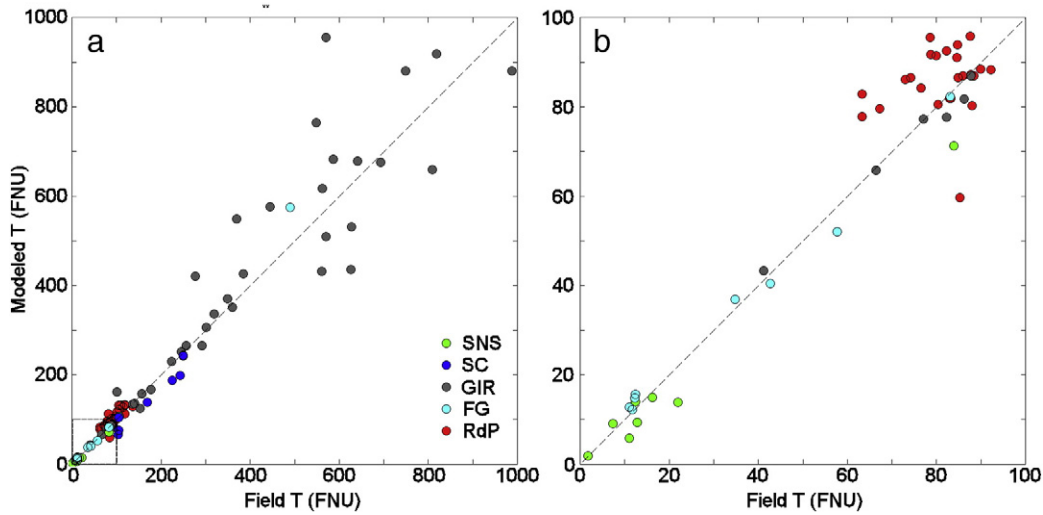 a
Modeled T (FNU)
1000
800
600
400
200
0
0 200 400 600 800 1000
Field T (FNU)
SNS
SC
GIR
FG
RdP
b
100
80
60
40
20
0
0 20 40 60 80 100
Field T (FNU)